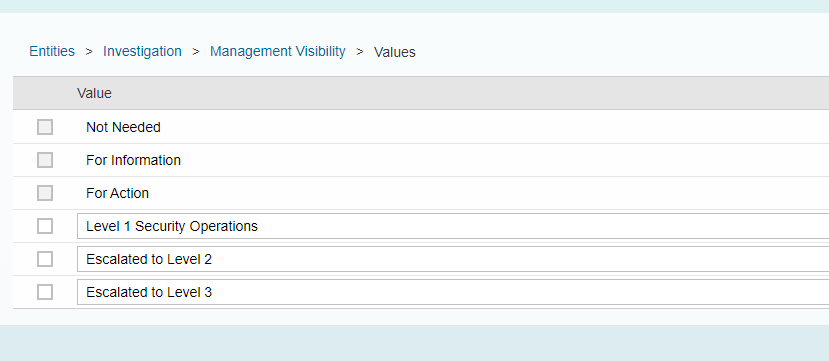 Entities > Investigation > Management Visibility > Values
Value
Not Needed
For Information
For Action
Level 1 Security Operations
Escalated to Level 2
Escalated to Level 3